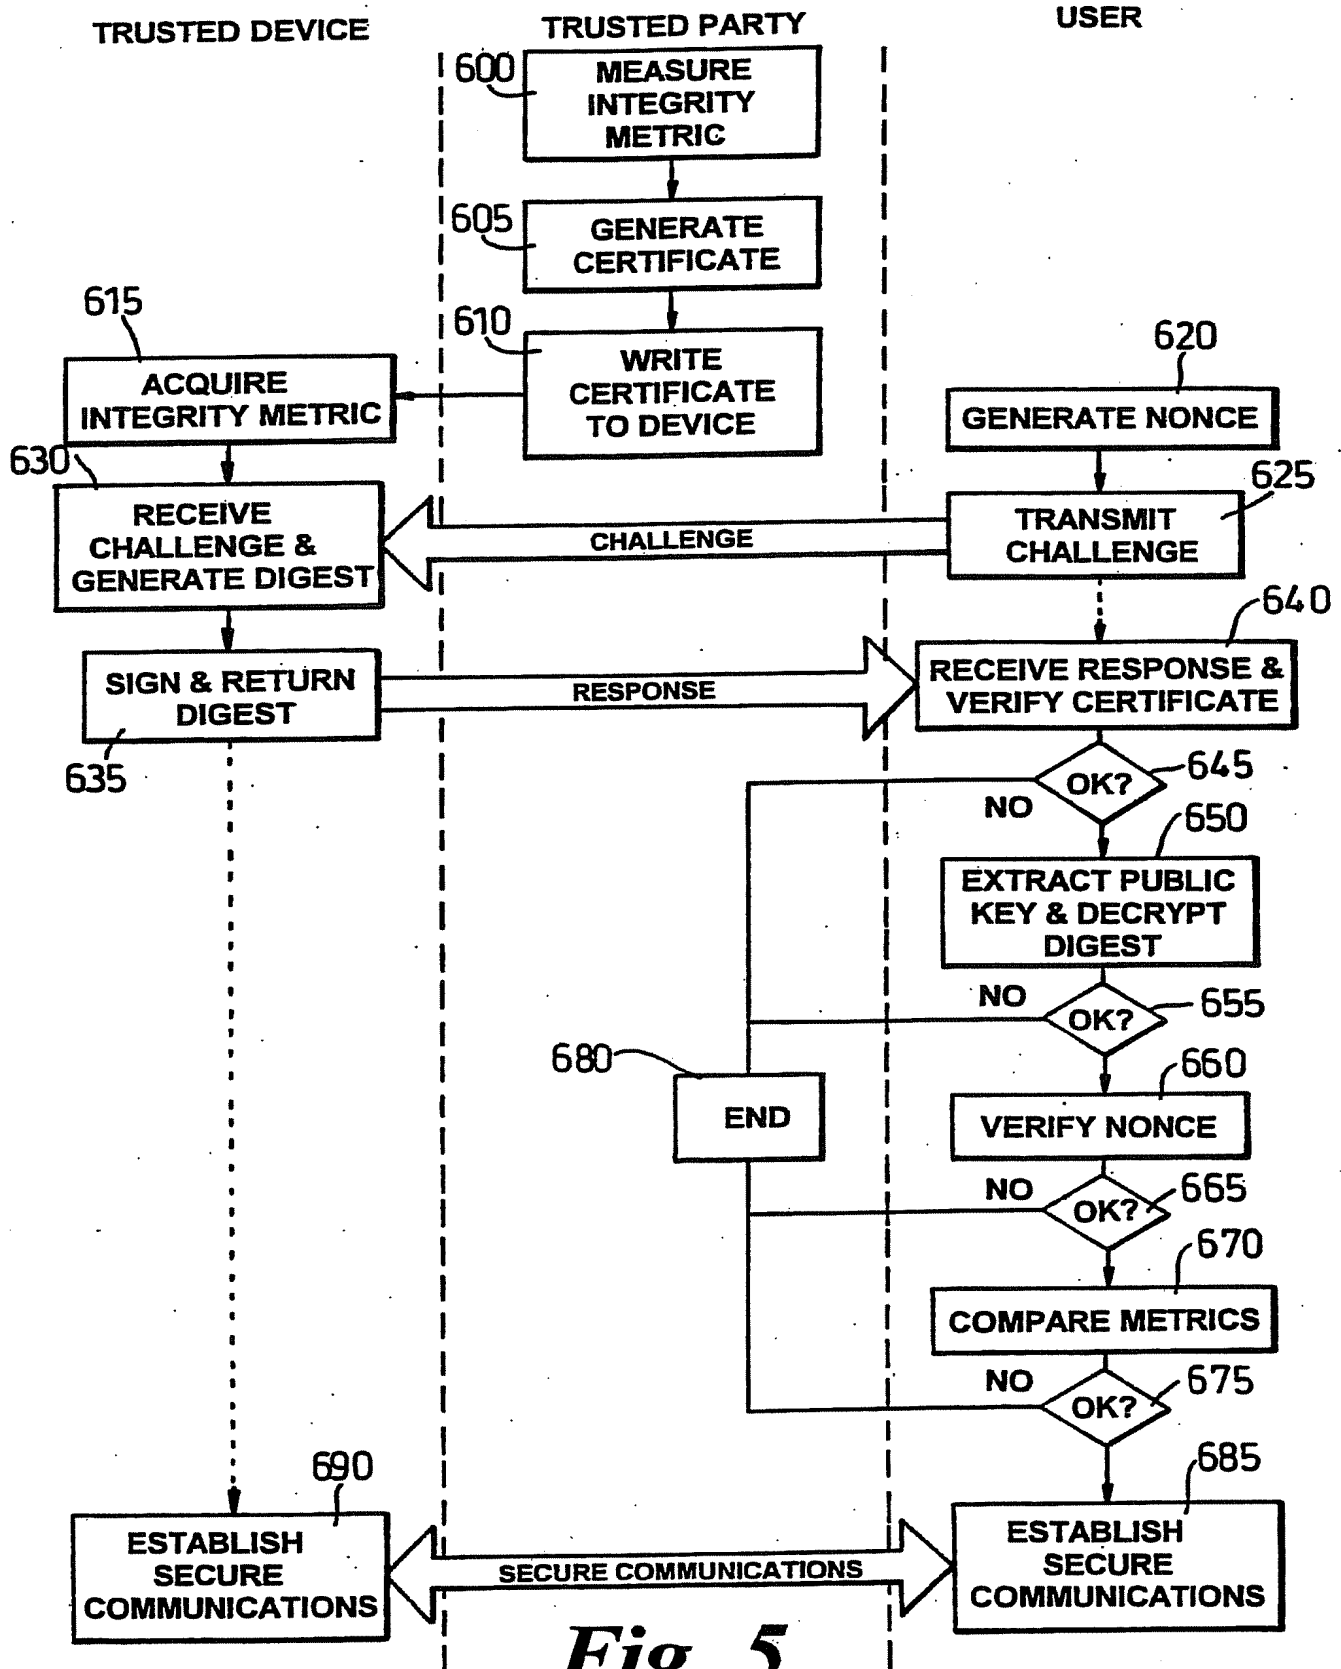 TRUSTED DEVICE
TRUSTED PARTY
USER
600
MEASURE
INTEGRITY
METRIC
605
GENERATE
CERTIFICATE
610
WRITE
CERTIFICATE
TO DEVICE
615
ACQUIRE
INTEGRITY METRIC
620
GENERATE NONCE
625
TRANSMIT
CHALLENGE
CHALLENGE
630
RECEIVE
CHALLENGE &
GENERATE DIGEST
SIGN & RETURN
DIGEST
635
RESPONSE
640
RECEIVE RESPONSE &
VERIFY CERTIFICATE
OK?
645
NO
650
EXTRACT PUBLIC
KEY & DECRYPT
DIGEST
NO
OK?
655
680
END
660
VERIFY NONCE
NO
OK?
665
670
COMPARE METRICS
NO
OK?
675
690
ESTABLISH
SECURE
COMMUNICATIONS
SECURE COMMUNICATIONS
685
ESTABLISH
SECURE
COMMUNICATIONS
Fig. 5